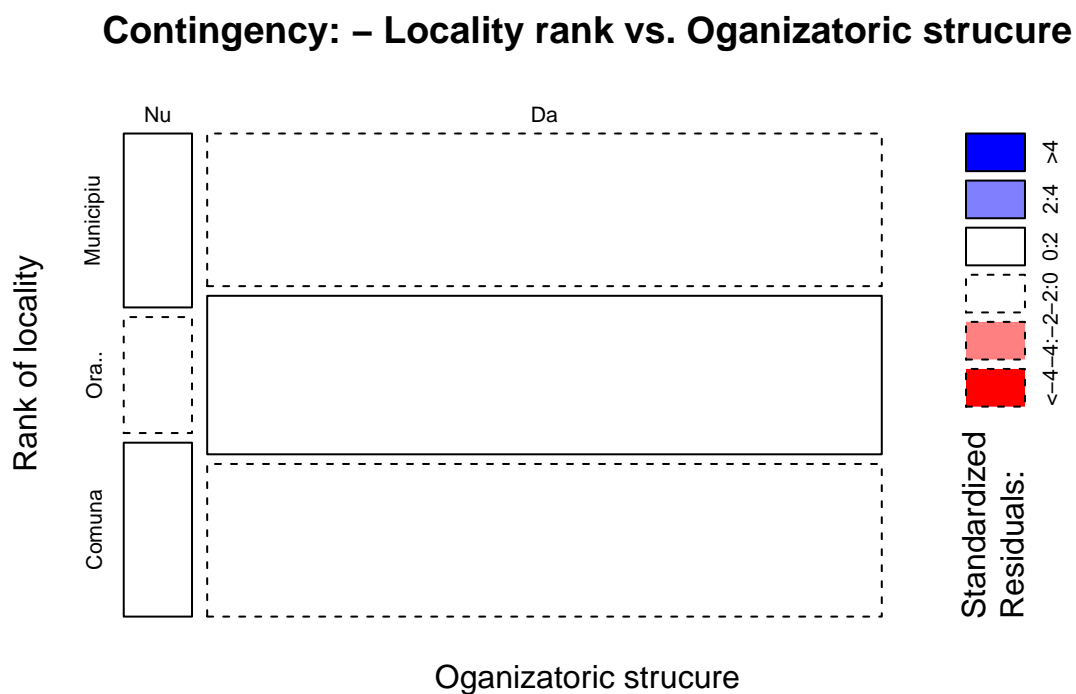 Contingency: – Locality rank vs. Oganizatoric strucure
Nu
Da
Municipiu
Ora..
Comuna
Rank of locality
Oganizatoric strucure
Standardized
Residuals:
<−4
−4:−2
−2:0
0:2
2:4
>4